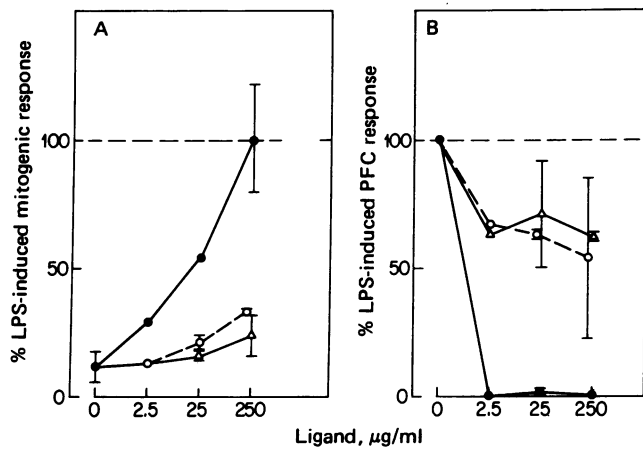 A
B
% LPS-induced mitogenic response
100
50
0
0 2.5 25 250
% LPS-induced PFC response
100
50
0
0 2.5 25 250
Ligand, μg/ml